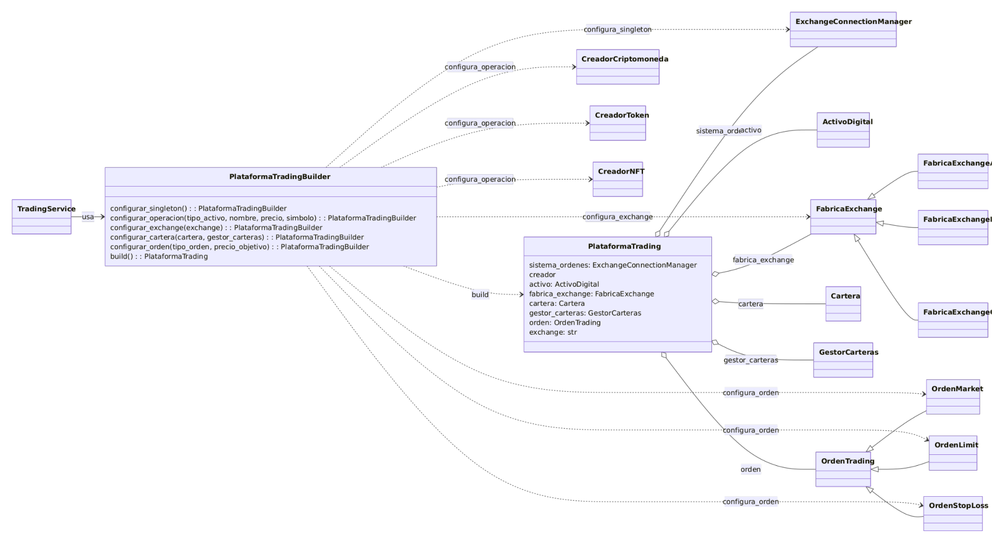 ExchangeConnectionManager
configura_singleton
CreadorCriptomoneda
configura_operacion
CreadorToken
configura_operacion
ActivoDigital
activo
FabricaExchange
CreadorNFT
configura_operacion
PlataformaTradingBuilder
configurar_singleton() : : PlataformaTradingBuilder
configurar_operacion(tipo_activo, nombre, precio, simbolo) : : PlataformaTradingBuilder
configurar_exchange(exchange) : : PlataformaTradingBuilder
configurar_cartera(cartera, gestor_carteras) : : PlataformaTradingBuilder
configurar_orden(tipo_orden, precio_objetivo) : : PlataformaTradingBuilder
build() : : PlataformaTrading
TradingService
usa
configura_exchange
FabricaExchange
FabricaExchange
PlataformaTrading
sistema_ordenes: ExchangeConnectionManager
creador
activo: ActivoDigital
fabrica_exchange: FabricaExchange
cartera: Cartera
gestor_carteras: GestorCarteras
orden: OrdenTrading
exchange: str
fabrica_exchange
build
cartera
Cartera
FabricaExchange
gestor_carteras
GestorCarteras
configura_orden
OrdenMarket
configura_orden
OrdenLimit
orden
OrdenTrading
configura_orden
OrdenStopLoss